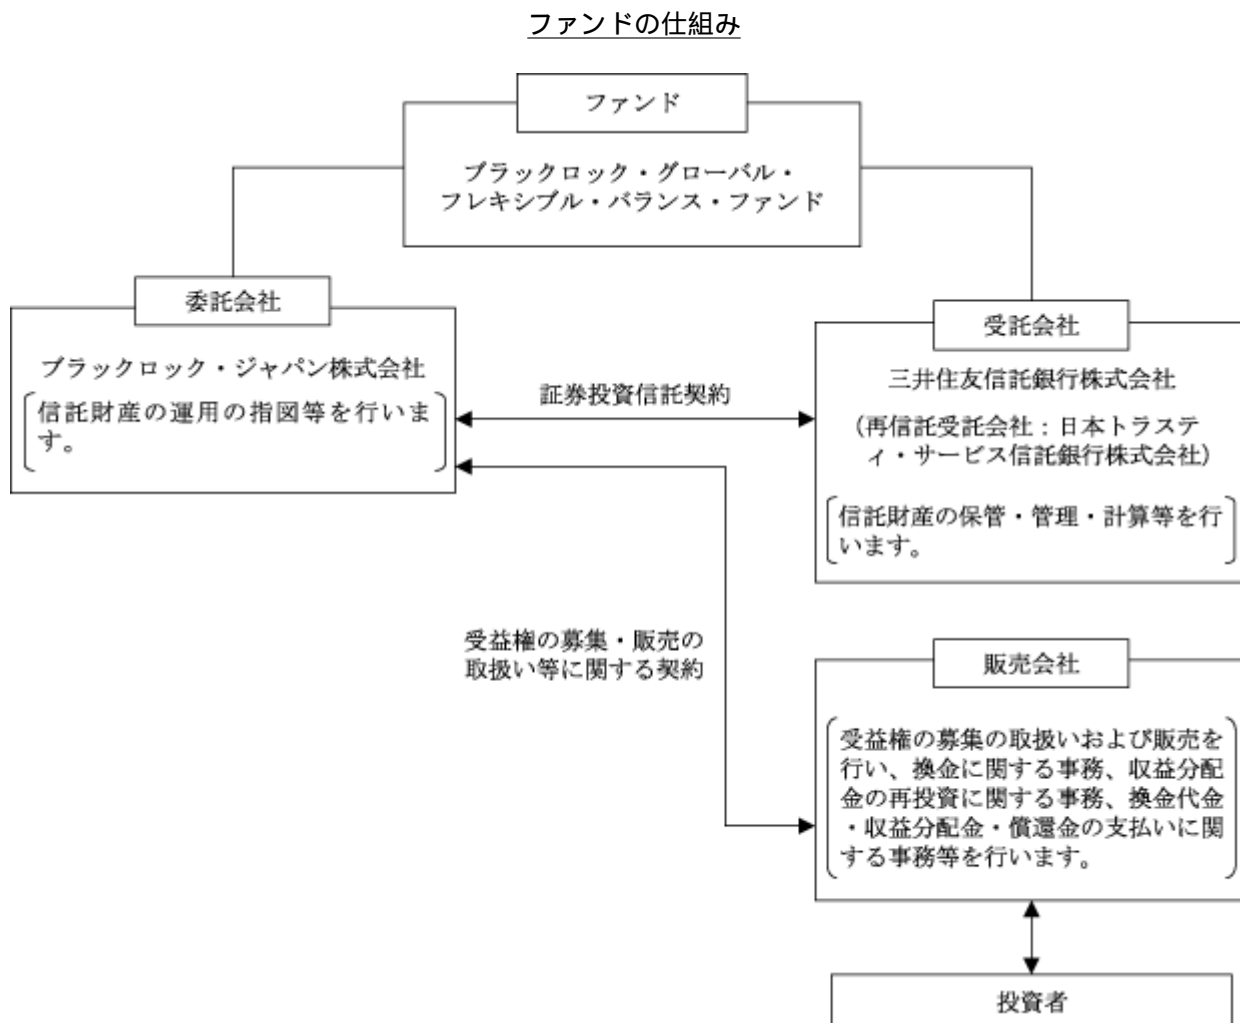 ファンドの仕組み
ファンド
ブラックロック・グローバル・
フレキシブル・バランス・ファンド
委託会社
ブラックロック・ジャパン株式会社
信託財産の運用の指図等を行いま
す。
証券投資信託契約
受託会社
三井住友信託銀行株式会社
(再信託受託会社:日本トラステ
ィ・サービス信託銀行株式会社)
信託財産の保管・管理・計算等を行
います。
受益権の募集・販売の
取扱い等に関する契約
販売会社
受益権の募集の取扱いおよび販売を
行い、換金に関する事務、収益分配
金の再投資に関する事務、換金代金
・収益分配金・償還金の支払いに関
する事務等を行います。
投資者